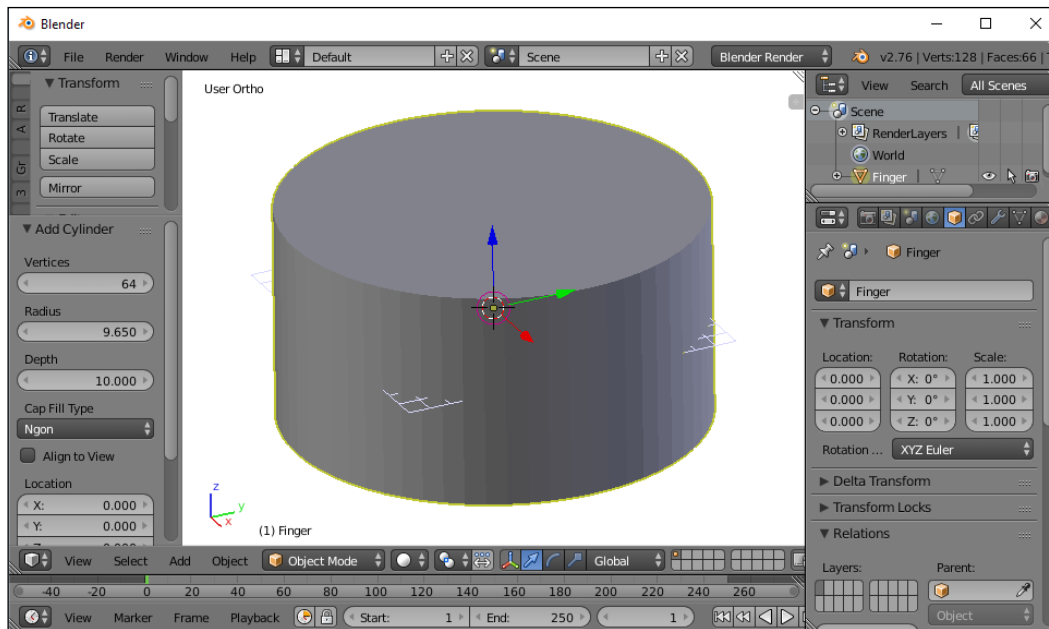 Blender
File Render Window Help Default Scene Blender Render v2.76 | Verts:128 | Faces:66 | T
Transform
Translate
Rotate
Scale
Mirror
R
A
Gr
3
Add Cylinder
Vertices
64
Radius
9.650
Depth
10.000
Cap Fill Type
Ngon
Align to View
Location
X: 0.000
Y: 0.000
User Ortho
z
y
x
(1) Finger
View Select Add Object Object Mode Global
-40 -20 0 20 40 60 80 100 120 140 160 180 200 220 240 260
View Marker Frame Playback Start: 1 End: 250 1
View Search All Scenes
Scene
RenderLayers |
World
Finger |
Finger
Finger
Transform
Location: Rotation: Scale:
0.000 X: 0° 1.000
0.000 Y: 0° 1.000
0.000 Z: 0° 1.000
Rotation ... XYZ Euler
Delta Transform
Transform Locks
Relations
Layers: Parent:
Object